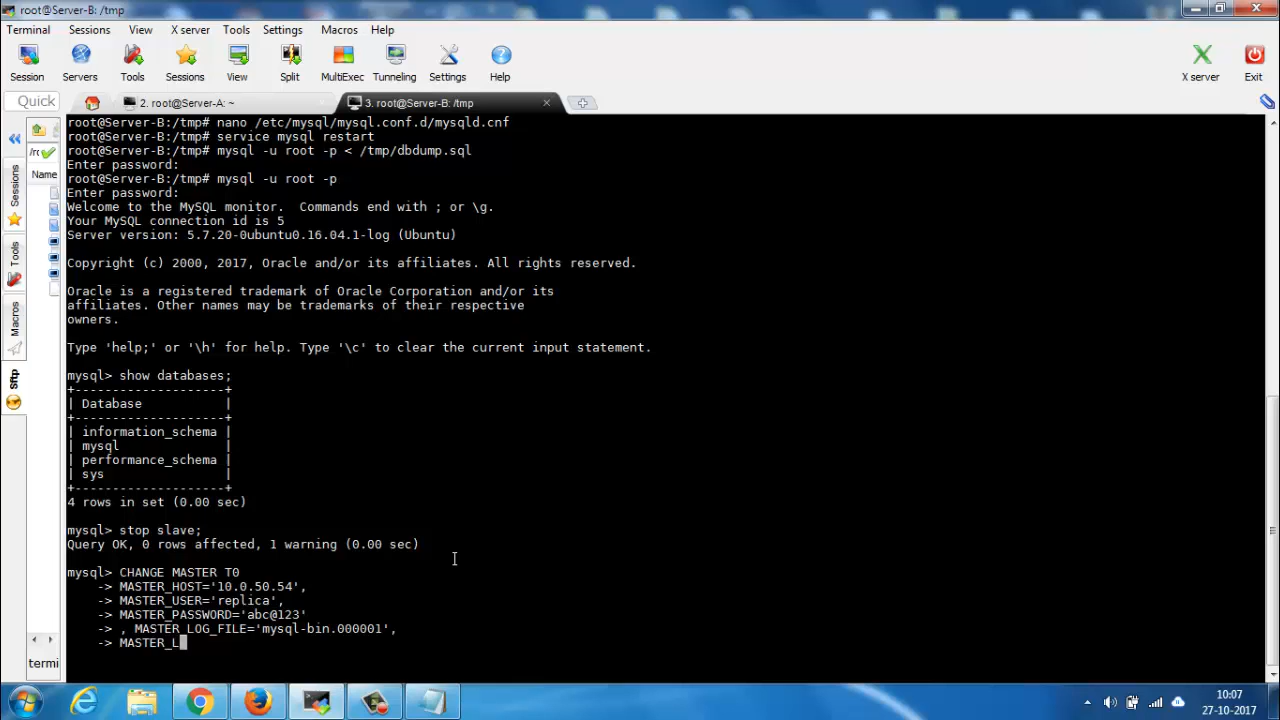 root@Server-B: /tmp
Terminal Sessions View X server Tools Settings Macros Help
Session Servers Tools Sessions View Split MultiExec Tunneling Settings Help X server Exit
Quick 2. root@Server-A: ~ 3. root@Server-B: /tmp
root@Server-B:/tmp# nano /etc/mysql/mysql.conf.d/mysqld.cnf
root@Server-B:/tmp# service mysql restart
root@Server-B:/tmp# mysql -u root -p < /tmp/dbdump.sql
Enter password:
root@Server-B:/tmp# mysql -u root -p
Enter password:
Welcome to the MySQL monitor.  Commands end with ; or \g.
Your MySQL connection id is 5
Server version: 5.7.20-0ubuntu0.16.04.1-log (Ubuntu)
Copyright (c) 2000, 2017, Oracle and/or its affiliates. All rights reserved.
Oracle is a registered trademark of Oracle Corporation and/or its
affiliates. Other names may be trademarks of their respective
owners.
Type 'help;' or '\h' for help. Type '\c' to clear the current input statement.
mysql> show databases;
+--------------------+
| Database           |
+--------------------+
| information_schema |
| mysql              |
| performance_schema |
| sys                |
+--------------------+
4 rows in set (0.00 sec)
mysql> stop slave;
Query OK, 0 rows affected, 1 warning (0.00 sec)
mysql> CHANGE MASTER TO
    -> MASTER_HOST='10.0.50.54',
    -> MASTER_USER='replica',
    -> MASTER_PASSWORD='abc@123'
    -> , MASTER_LOG_FILE='mysql-bin.000001',
    -> MASTER_L
/r
Name
Sessions
Tools
Macros
Sftp
termi
10:07
27-10-2017